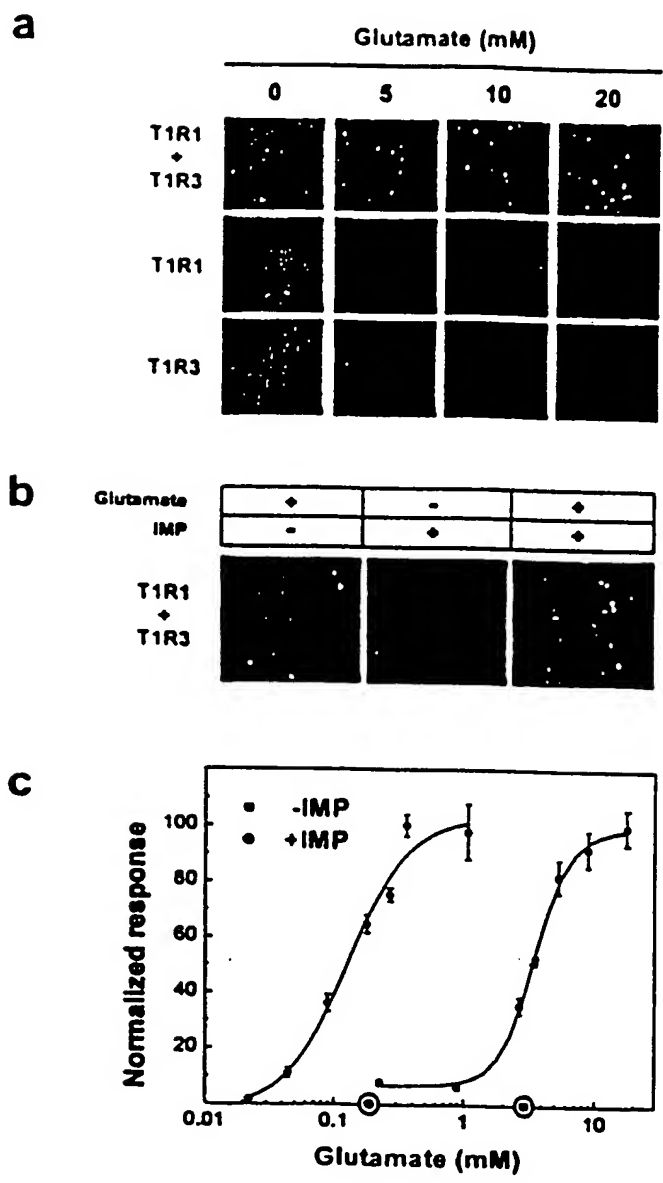 a
Glutamate (mM)
0 5 10 20
T1R1
+
T1R3
T1R1
T1R3
b
Glutamate + - +
IMP - + +
T1R1
+
T1R3
c
Normalized response
100
80
60
40
20
-IMP
+IMP
0.01 0.1 1 10
Glutamate (mM)